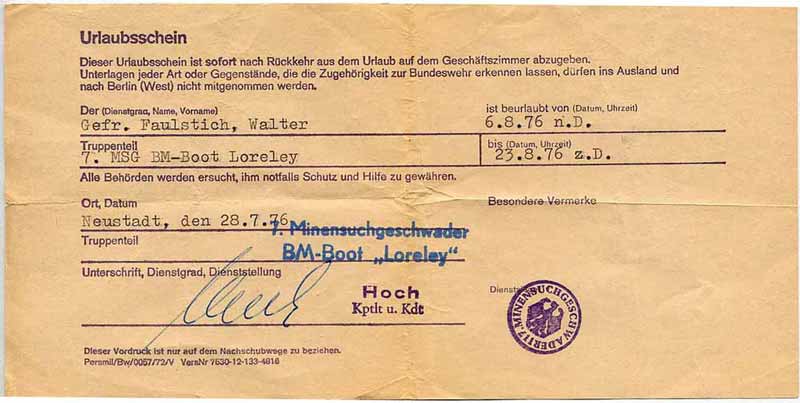 Urlaubsschein
Dieser Urlaubsschein ist sofort nach Rückkehr aus dem Urlaub auf dem Geschäftszimmer abzugeben.
Unterlagen jeder Art oder Gegenstände, die die Zugehörigkeit zur Bundeswehr erkennen lassen, dürfen ins Ausland und
nach Berlin (West) nicht mitgenommen werden.
Der (Dienstgrad, Name, Vorname)
Gefr. Faulstich, Walter
ist beurlaubt von (Datum, Uhrzeit)
6.8.76 n.D.
Truppenteil
7. MSG BM-Boot Loreley
bis (Datum, Uhrzeit)
23.8.76 z.D.
Alle Behörden werden ersucht, ihm notfalls Schutz und Hilfe zu gewähren.
Ort, Datum
Neustadt, den 28.7.76
Besondere Vermerke
7. Minensuchgeschwader
Truppenteil
BM-Boot „Loreley"
Unterschrift, Dienstgrad, Dienststellung
Hoch
Kptlt u. Kdt
7. MINENSUCHGESCHWADER
Dieser Vordruck ist nur auf dem Nachschubwege zu beziehen.
Persmil/Bw/0057/72/V VersNr 7530-12-133-4816